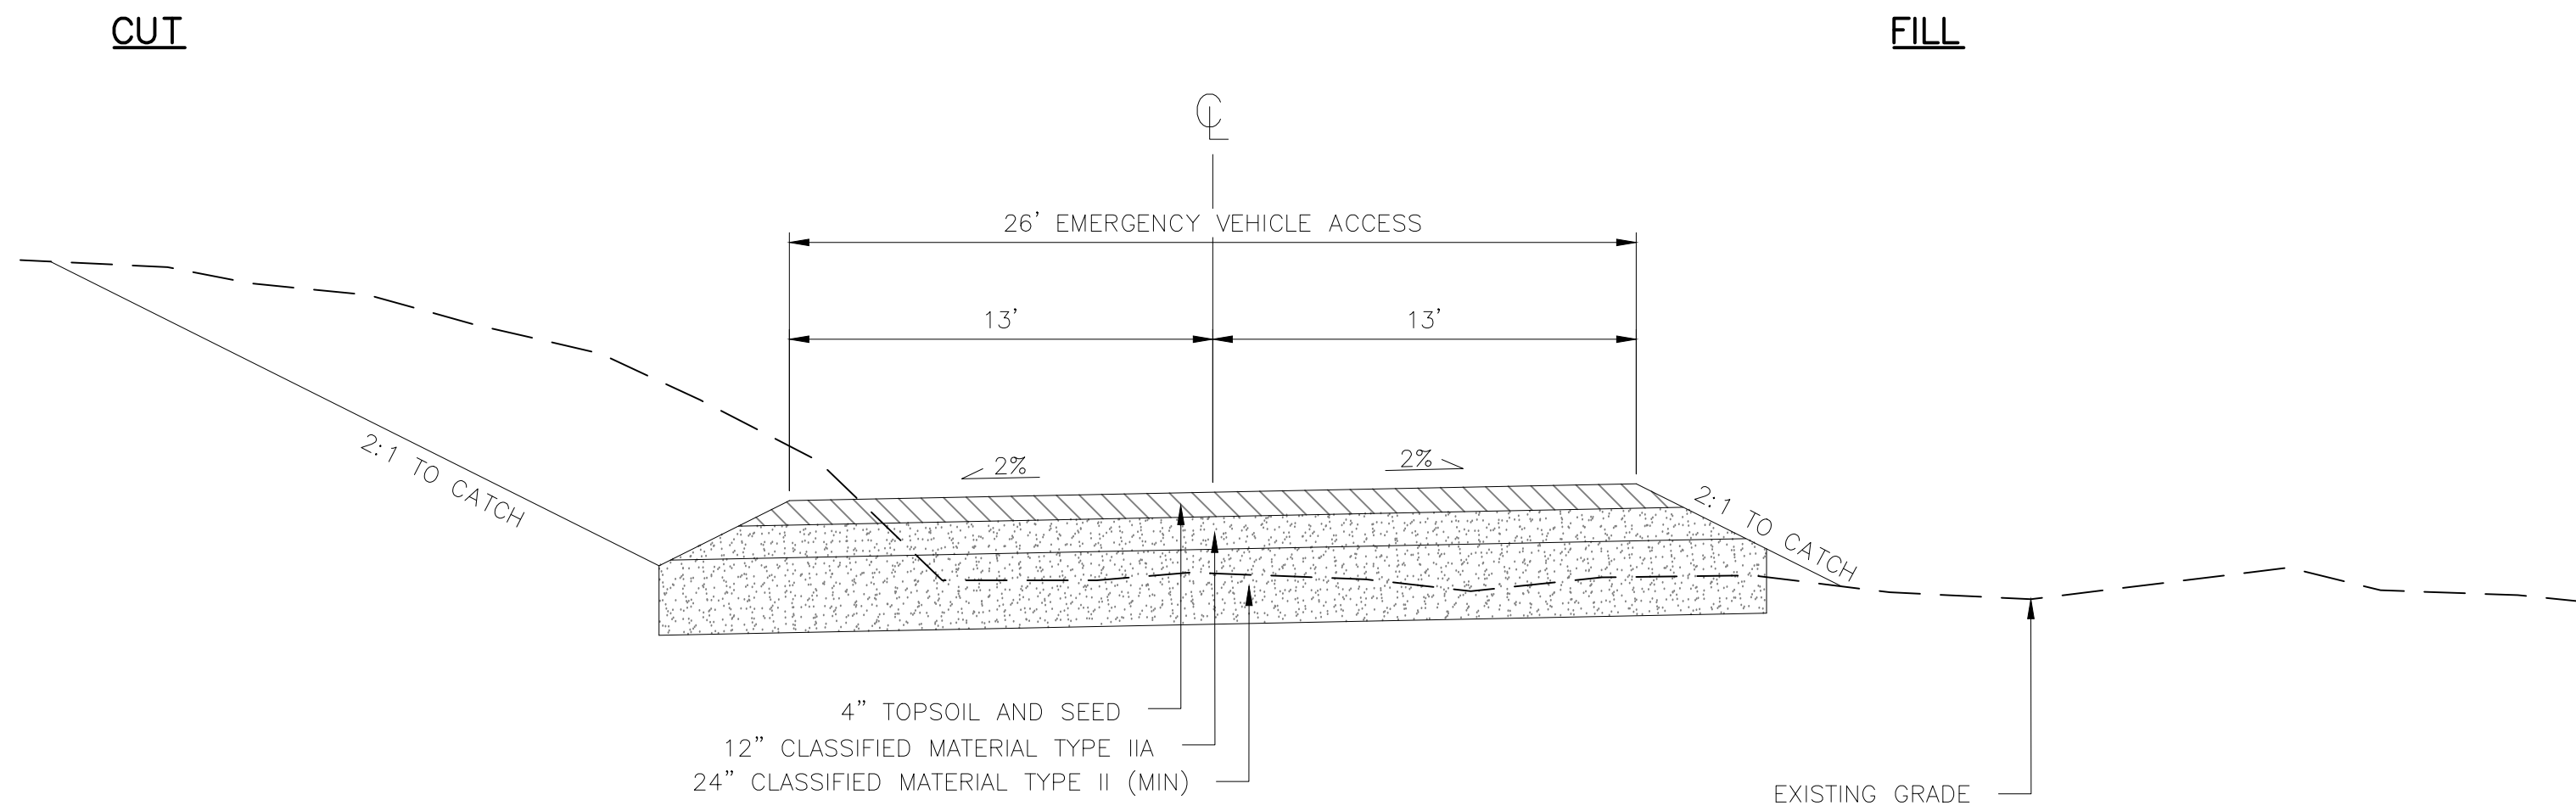 CUT
FILL
℄
26' EMERGENCY VEHICLE ACCESS
13'
13'
2%
2%
2:1 TO CATCH
2:1 TO CATCH
4" TOPSOIL AND SEED
12" CLASSIFIED MATERIAL TYPE IIA
24" CLASSIFIED MATERIAL TYPE II (MIN)
EXISTING GRADE